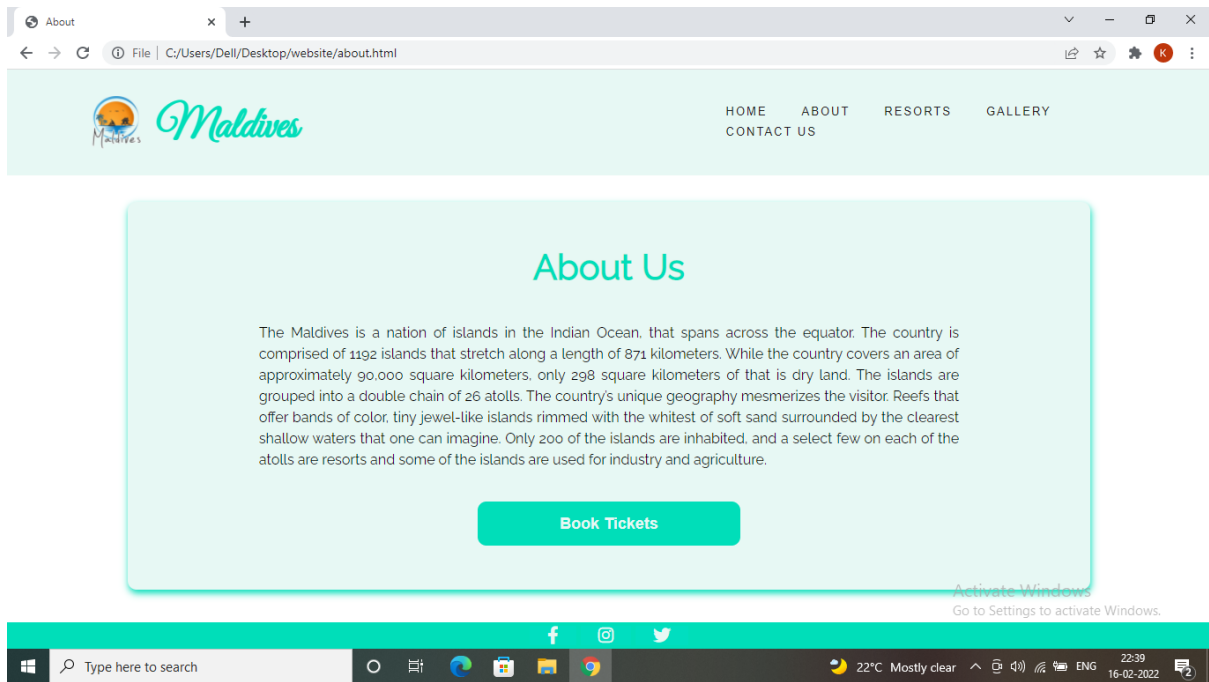 About
File | C:/Users/Dell/Desktop/website/about.html
K
Maldives
Maldives
HOME ABOUT RESORTS GALLERY
CONTACT US
About Us
The Maldives is a nation of islands in the Indian Ocean, that spans across the equator. The country is
comprised of 1192 islands that stretch along a length of 871 kilometers. While the country covers an area of
approximately 90,000 square kilometers, only 298 square kilometers of that is dry land. The islands are
grouped into a double chain of 26 atolls. The country's unique geography mesmerizes the visitor. Reefs that
offer bands of color, tiny jewel-like islands rimmed with the whitest of soft sand surrounded by the clearest
shallow waters that one can imagine. Only 200 of the islands are inhabited, and a select few on each of the
atolls are resorts and some of the islands are used for industry and agriculture.
Book Tickets
Activate Windows
Go to Settings to activate Windows.
Type here to search
22°C Mostly clear
ENG
22:39
16-02-2022
2